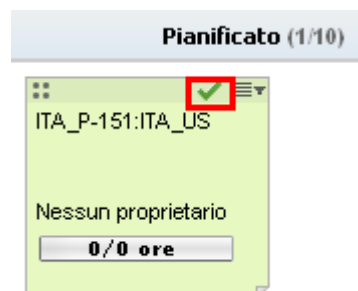 Pianificato (1/10)
ITA_P-151:ITA_US
Nessun proprietario
0/0 ore